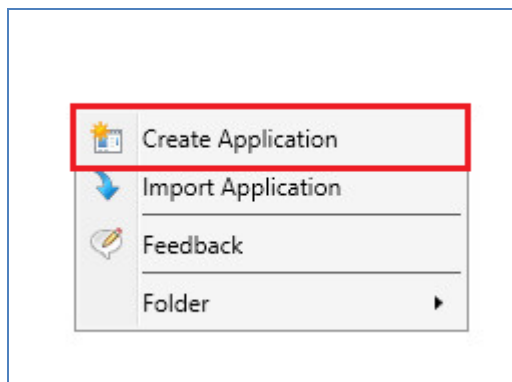 Create Application
Import Application
Feedback
Folder